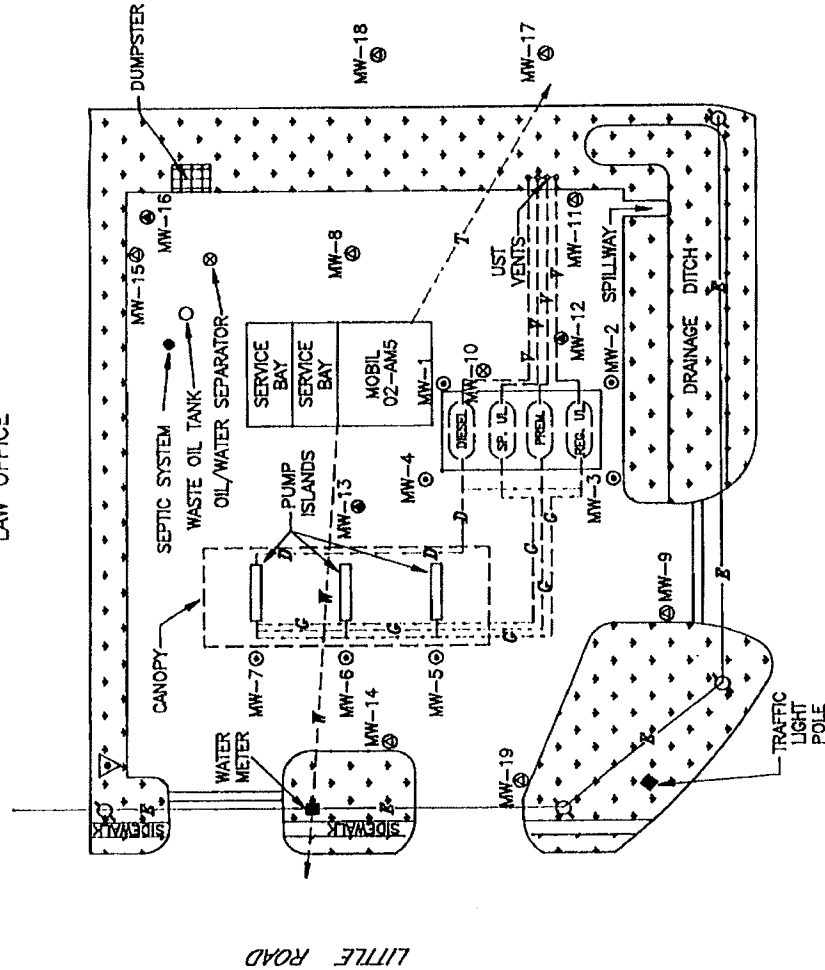 LAW OFFICE
DUMPSTER
MW-18
MW-17
MW-16
MW-15
MW-8
UST
VENTS
MW-11
SEPTIC SYSTEM
WASTE OIL TANK
OIL/WATER SEPARATOR
SERVICE
BAY
SERVICE
BAY
MOBIL
02-AM5
T
MW-1
MW-10
MW-12
MW-2
SPILLWAY
DRAINAGE DITCH
V
V
V
V
DIESEL
SP. UL
PREM.
REG. UL
MW-4
MW-3
PUMP
ISLANDS
MW-13
CANOPY
D
D
D
G
G
G
G
G
G
W
W
MW-7
MW-6
MW-5
MW-9
MW-14
WATER
METER
MW-19
E
E
E
E
E
TRAFFIC
LIGHT
POLE
SIDEWALK
SIDEWALK
LITTLE ROAD